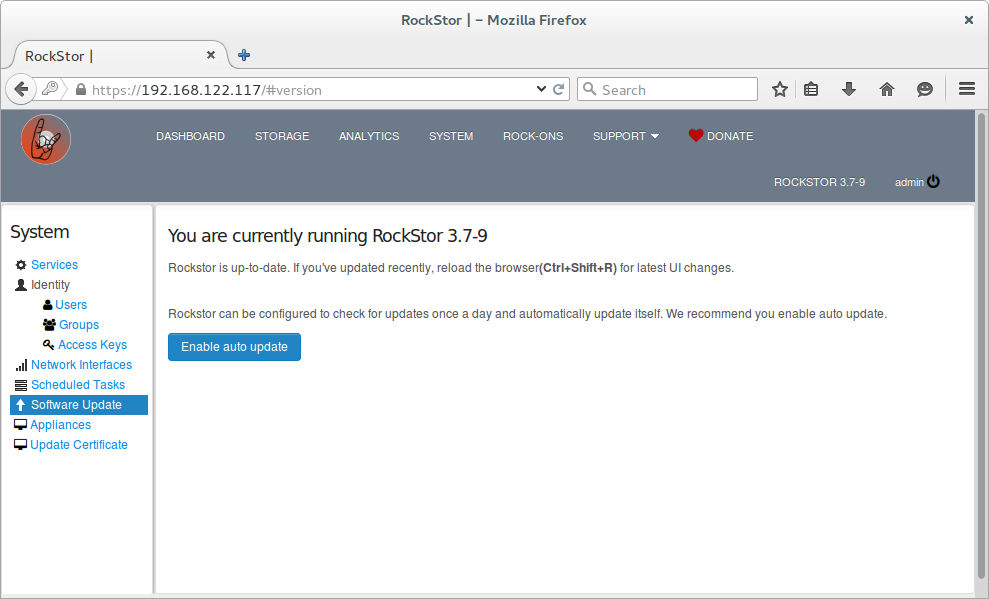 RockStor | – Mozilla Firefox
RockStor |
https://192.168.122.117/#version
Search
DASHBOARD STORAGE ANALYTICS SYSTEM ROCK-ONS SUPPORT DONATE
ROCKSTOR 3.7-9 admin
System
Services
Identity
Users
Groups
Access Keys
Network Interfaces
Scheduled Tasks
Software Update
Appliances
Update Certificate
You are currently running RockStor 3.7-9
Rockstor is up-to-date. If you've updated recently, reload the browser(Ctrl+Shift+R) for latest UI changes.
Rockstor can be configured to check for updates once a day and automatically update itself. We recommend you enable auto update.
Enable auto update